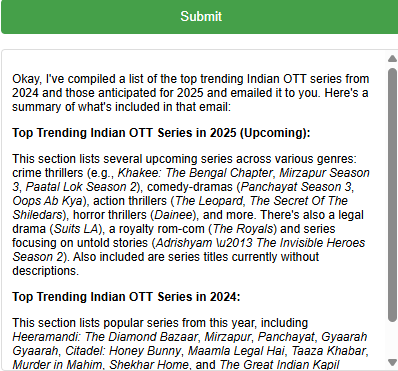 Submit
Okay, I've compiled a list of the top trending Indian OTT series from
2024 and those anticipated for 2025 and emailed it to you. Here's a
summary of what's included in that email:
Top Trending Indian OTT Series in 2025 (Upcoming):
This section lists several upcoming series across various genres:
crime thrillers (e.g., Khakee: The Bengal Chapter, Mirzapur Season
3, Paatal Lok Season 2), comedy-dramas (Panchayat Season 3,
Oops Ab Kya), action thrillers (The Leopard, The Secret Of The
Shiledars), horror thrillers (Dainee), and more. There's also a legal
drama (Suits LA), a royalty rom-com (The Royals) and series
focusing on untold stories (Adrishyam \u2013 The Invisible Heroes
Season 2). Also included are series titles currently without
descriptions.
Top Trending Indian OTT Series in 2024:
This section lists popular series from this year, including
Heeramandi: The Diamond Bazaar, Mirzapur, Panchayat, Gyaarah
Gyaarah, Citadel: Honey Bunny, Maamla Legal Hai, Taaza Khabar,
Murder in Mahim, Shekhar Home, and The Great Indian Kapil